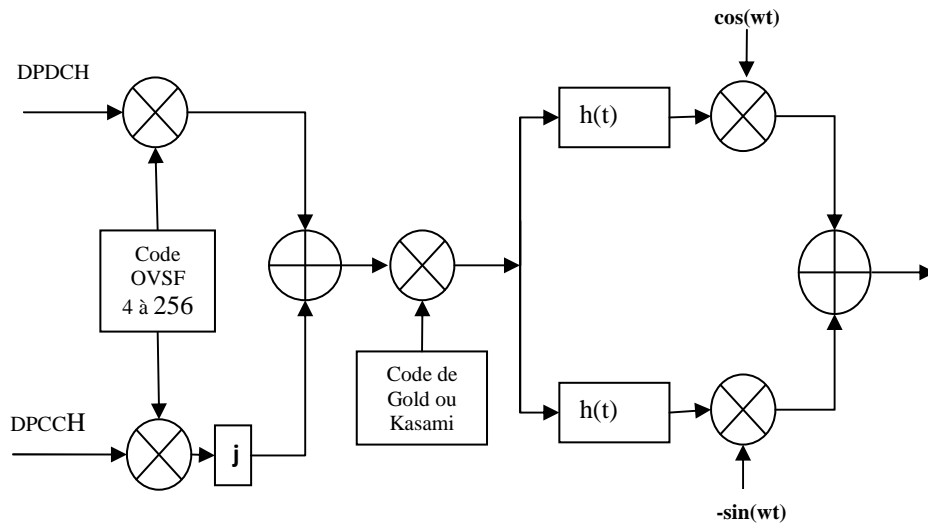 cos(wt)
DPDCH
h(t)
Code
OVSF
4 à 256
Code de
Gold ou
Kasami
h(t)
DPCCH
j
-sin(wt)